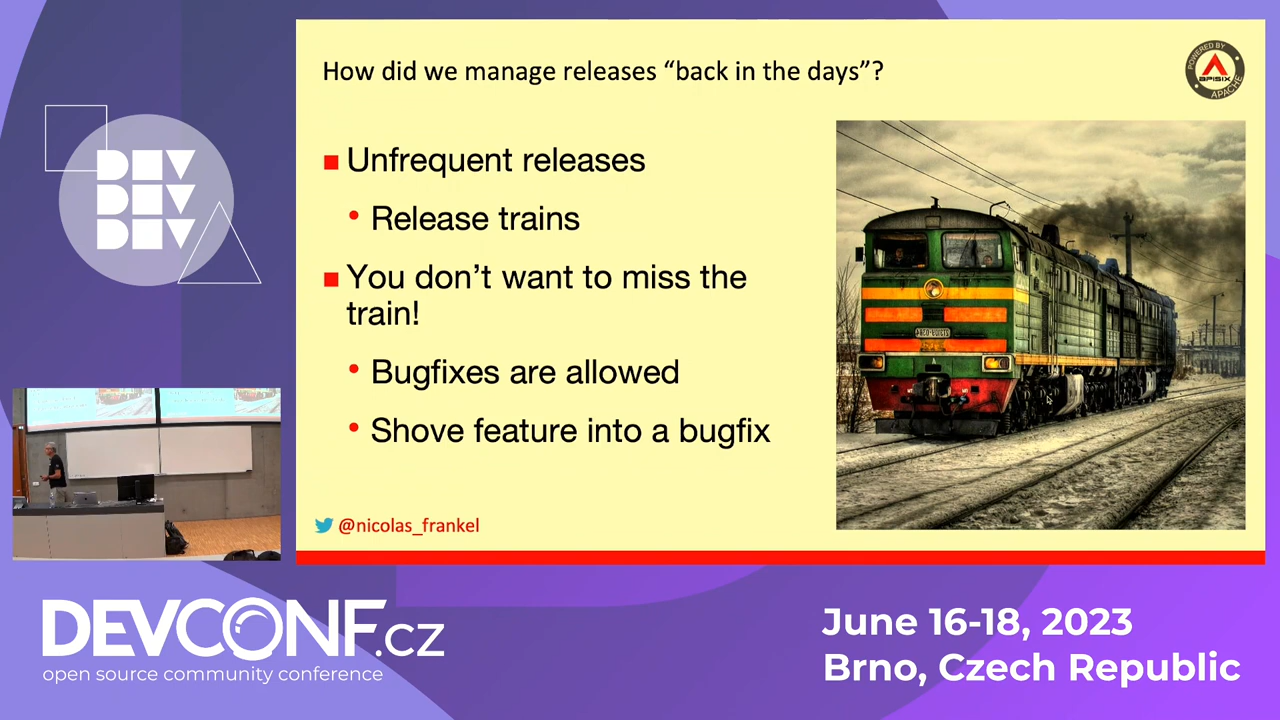 How did we manage releases “back in the days”?
POWERED BY
APISIX
APACHE
DEV
DEV
DEV
Unfrequent releases
Release trains
You don’t want to miss the
train!
Bugfixes are allowed
Shove feature into a bugfix
@nicolas_frankel
DEVCONF.cz
open source community conference
June 16-18, 2023
Brno, Czech Republic